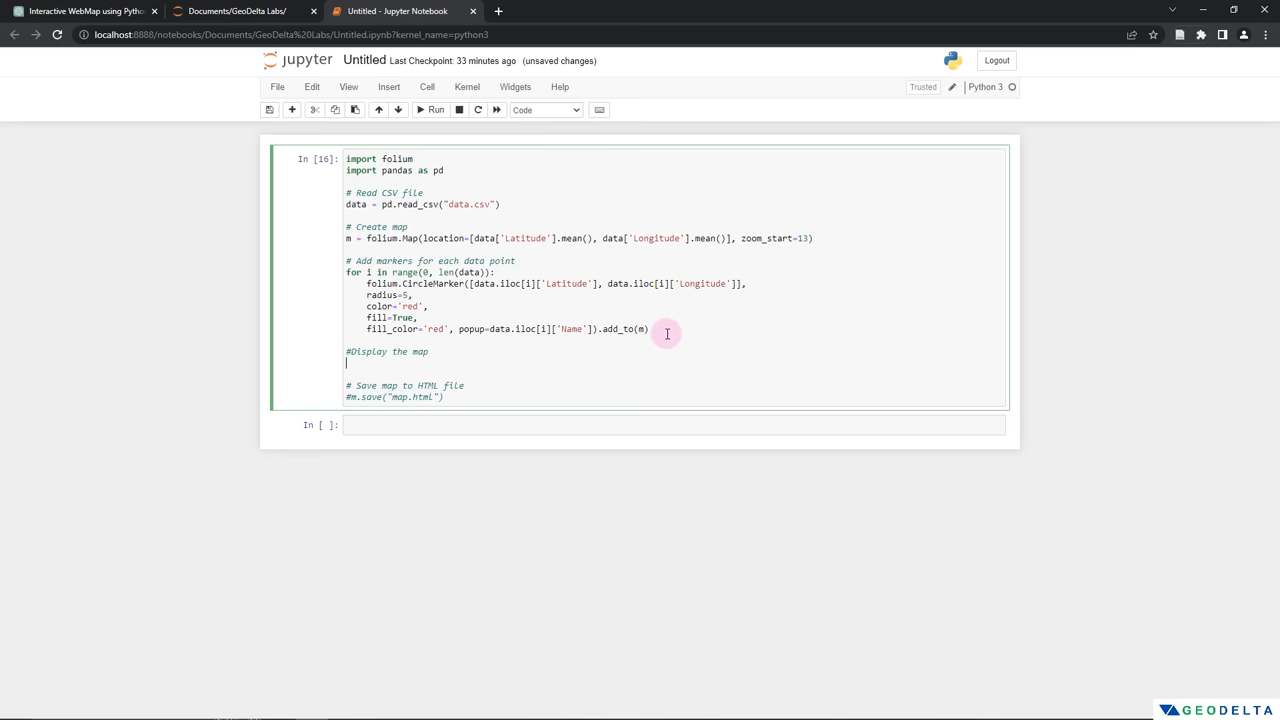 Interactive WebMap using Pytho
Documents/GeoDelta Labs/
Untitled - Jupyter Notebook
localhost:8888/notebooks/Documents/GeoDelta%20Labs/Untitled.ipynb?kernel_name=python3
jupyter Untitled Last Checkpoint: 33 minutes ago (unsaved changes)
Logout
File Edit View Insert Cell Kernel Widgets Help
Trusted Python 3
Run Code
In [16]:
import folium
import pandas as pd
# Read CSV file
data = pd.read_csv("data.csv")
# Create map
m = folium.Map(location=[data['Latitude'].mean(), data['Longitude'].mean()], zoom_start=13)
# Add markers for each data point
for i in range(0, len(data)):
folium.CircleMarker([data.iloc[i]['Latitude'], data.iloc[i]['Longitude']],
radius=5,
color='red',
fill=True,
fill_color='red', popup=data.iloc[i]['Name']).add_to(m)
#Display the map
# Save map to HTML file
#m.save("map.html")
In [ ]:
GEODELTA